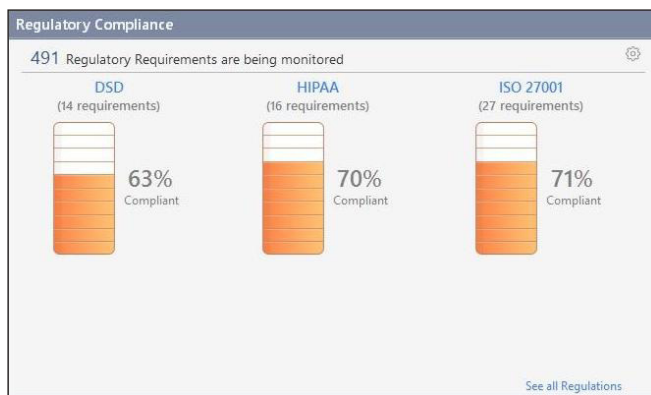 Regulatory Compliance
491 Regulatory Requirements are being monitored
DSD
(14 requirements)
63%
Compliant
HIPAA
(16 requirements)
70%
Compliant
ISO 27001
(27 requirements)
71%
Compliant
See all Regulations